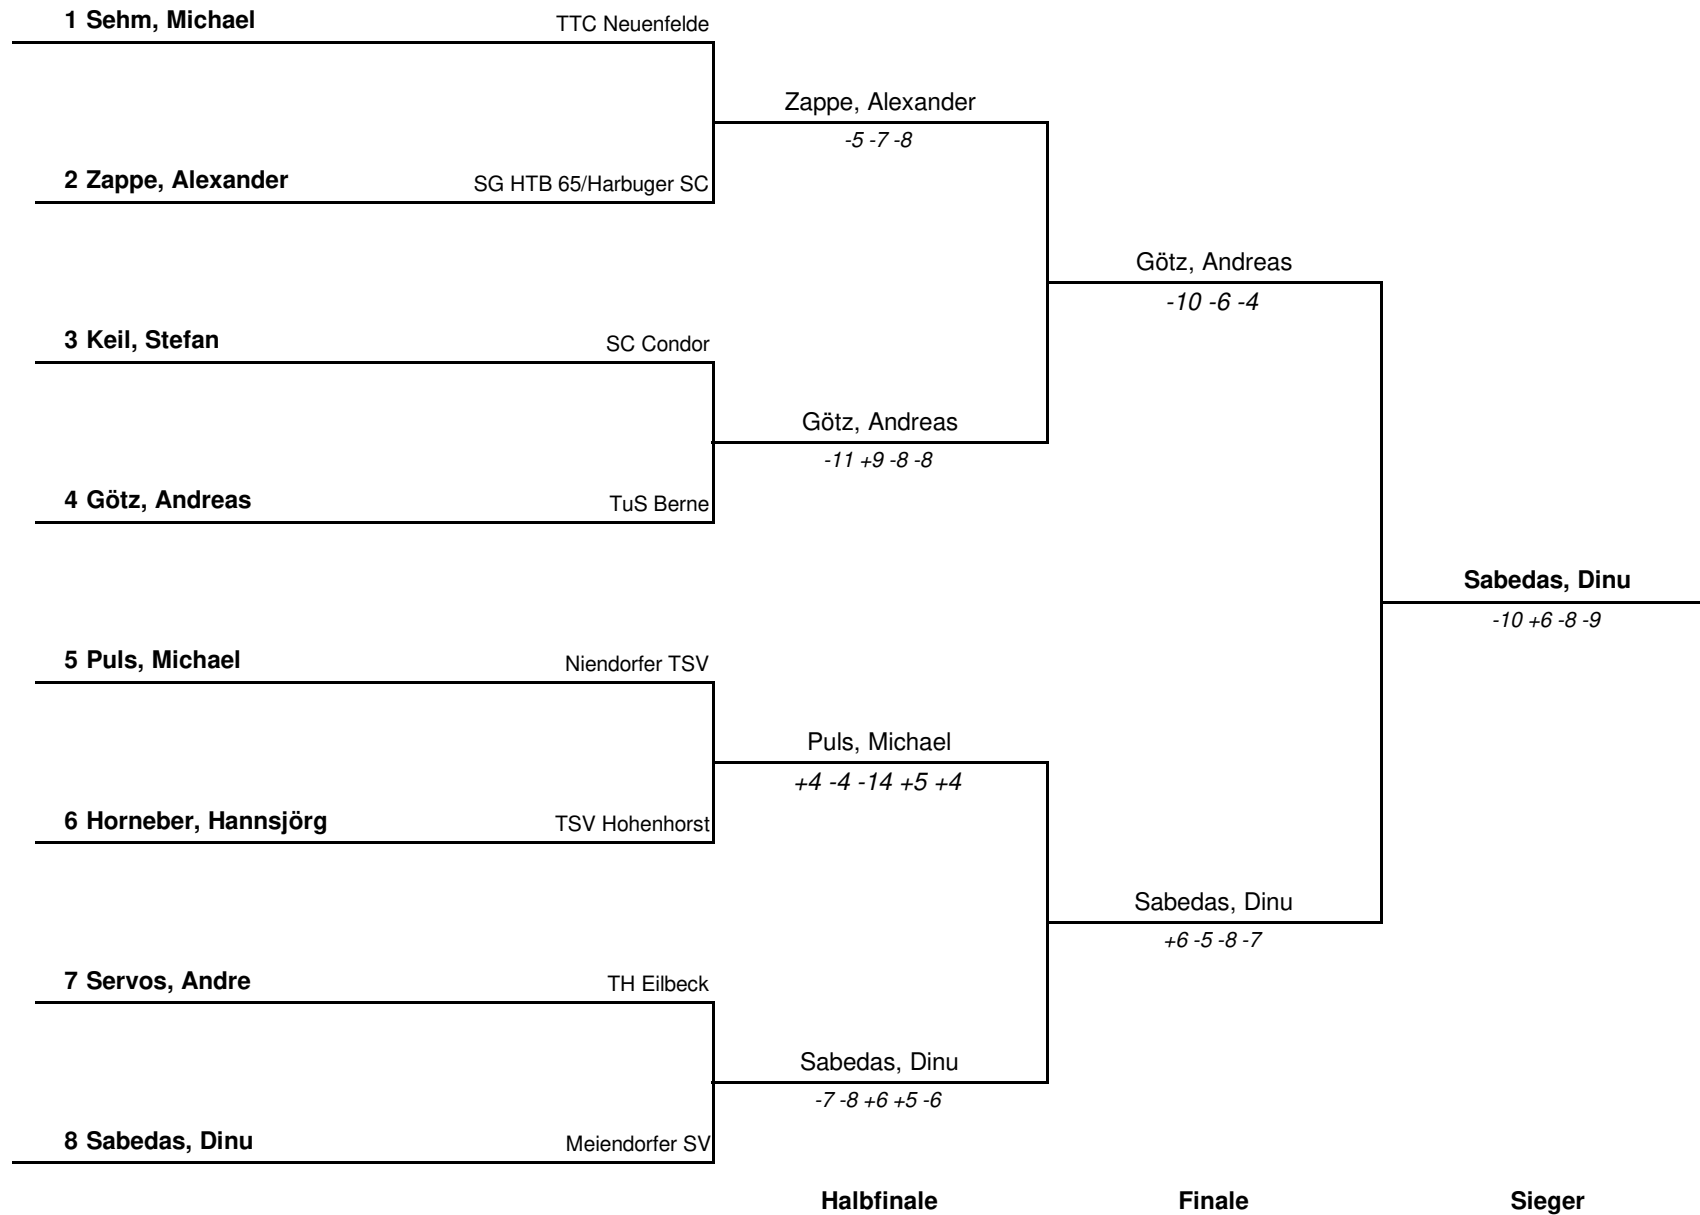 1 Sehm, Michael TTC Neuenfelde
Zappe, Alexander
-5 -7 -8
2 Zappe, Alexander SG HTB 65/Harbuger SC
Götz, Andreas
-10 -6 -4
3 Keil, Stefan SC Condor
Götz, Andreas
-11 +9 -8 -8
4 Götz, Andreas TuS Berne
Sabedas, Dinu
-10 +6 -8 -9
5 Puls, Michael Niendorfer TSV
Puls, Michael
+4 -4 -14 +5 +4
6 Horneber, Hannsjörg TSV Hohenhorst
Sabedas, Dinu
+6 -5 -8 -7
7 Servos, Andre TH Eilbeck
Sabedas, Dinu
-7 -8 +6 +5 -6
8 Sabedas, Dinu Meiendorfer SV
Halbfinale Finale Sieger